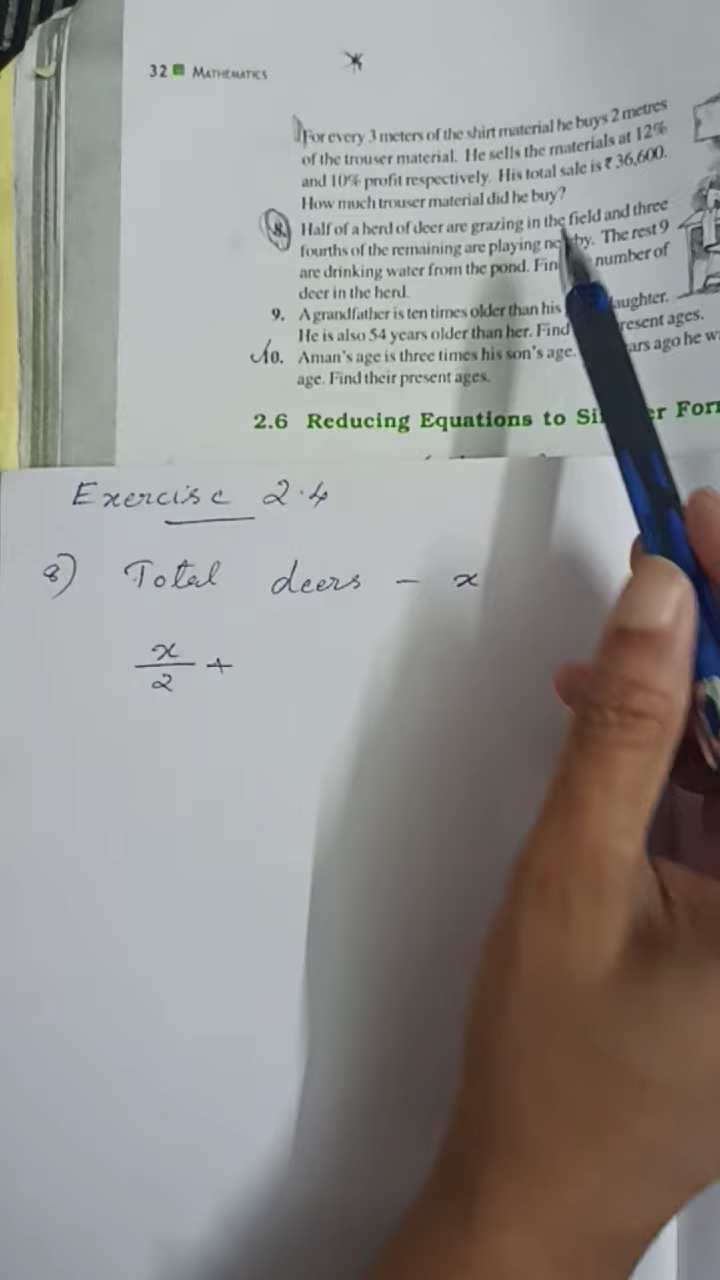 32 MATHEMATICS
For every 3 meters of the shirt material he buys 2 metres
of the trouser material. He sells the materials at 12%
and 10% profit respectively. His total sale is ₹ 36,600.
How much trouser material did he buy?
8. Half of a herd of deer are grazing in the field and three
fourths of the remaining are playing The rest 9
are drinking water from the pond. number of
deer in the herd.
9. A grandfather is ten times older than his
He is also 54 years older than her. Find ages.
10. Aman's age is three times his son's age. ago he
age. Find their present ages.
2.6 Reducing Equations to
Exercise 2.4
8) Total deers - x
x/2 +